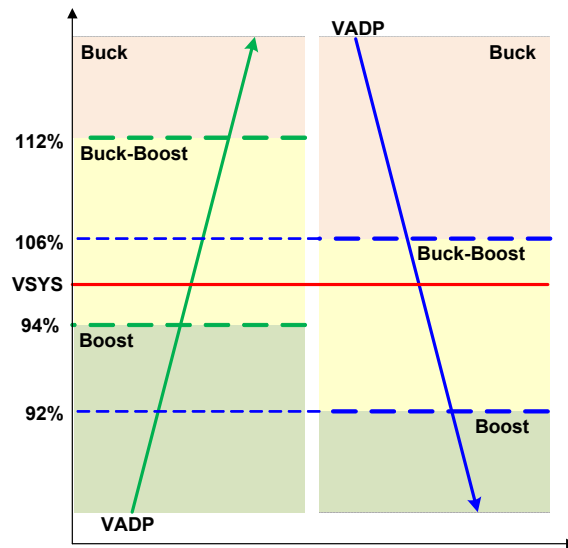 VADP
Buck
Buck
112%
Buck-Boost
106%
Buck-Boost
VSYS
94%
Boost
92%
Boost
VADP